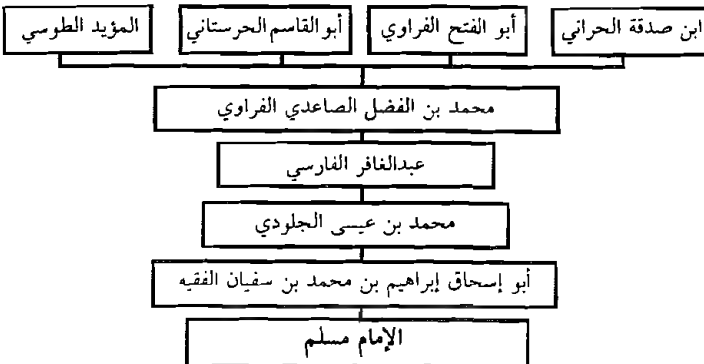 ابن صدقة الحراني
أبو الفتح الفراوي
أبو القاسم الحرستاني
المؤيد الطوسي
محمد بن الفضل الصاعدي الفراوي
عبدالغافر الفارسي
محمد بن عيسى الجلودي
أبو إسحاق إبراهيم بن محمد بن سفيان الفقيه
الإمام مسلم